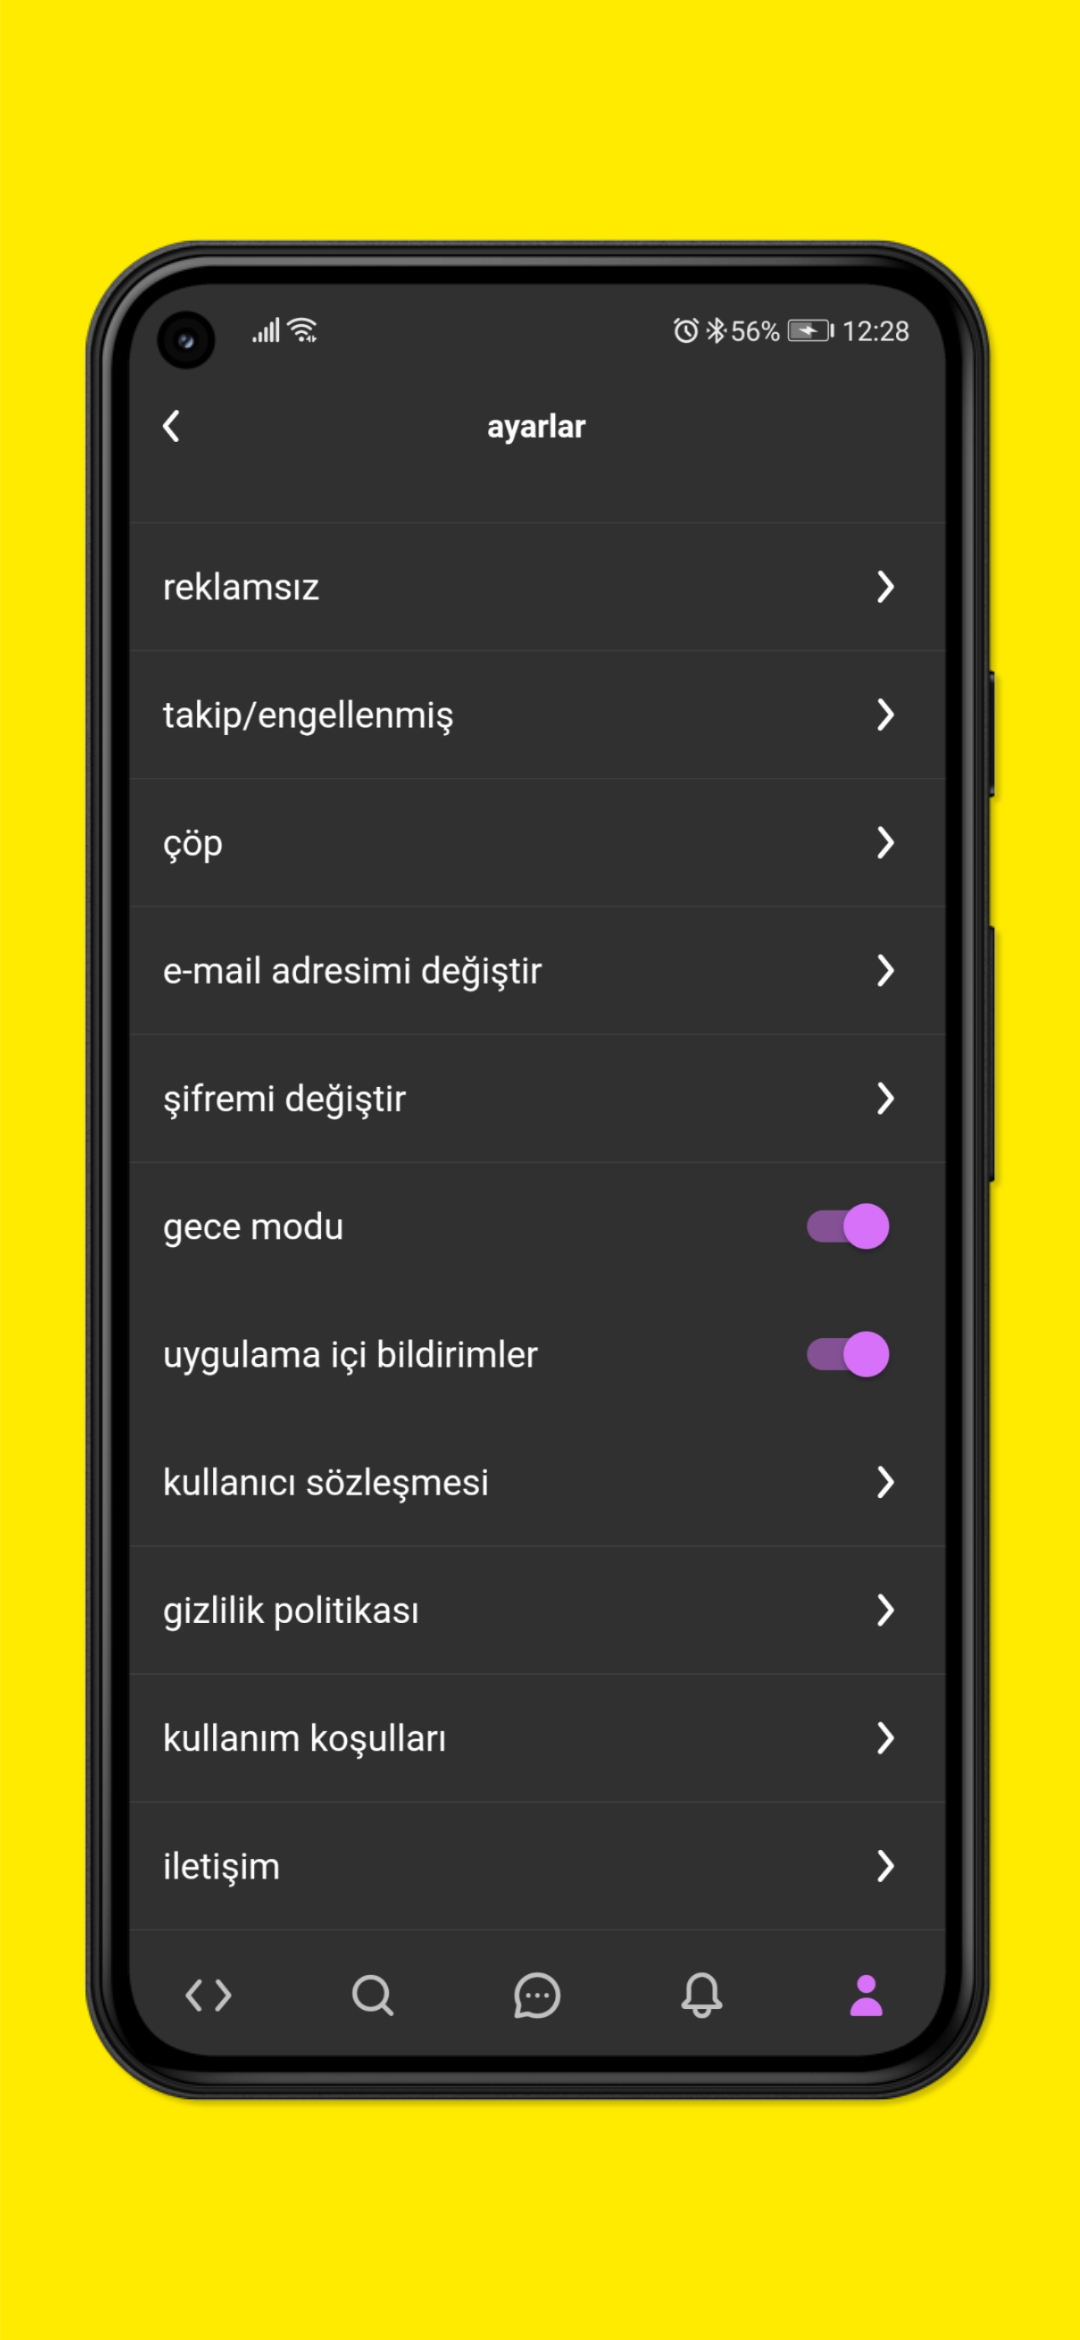 56% 12:28
ayarlar
reklamsız
takip/engellenmiş
çöp
e-mail adresimi değiştir
şifremi değiştir
gece modu
uygulama içi bildirimler
kullanıcı sözleşmesi
gizlilik politikası
kullanım koşulları
iletişim